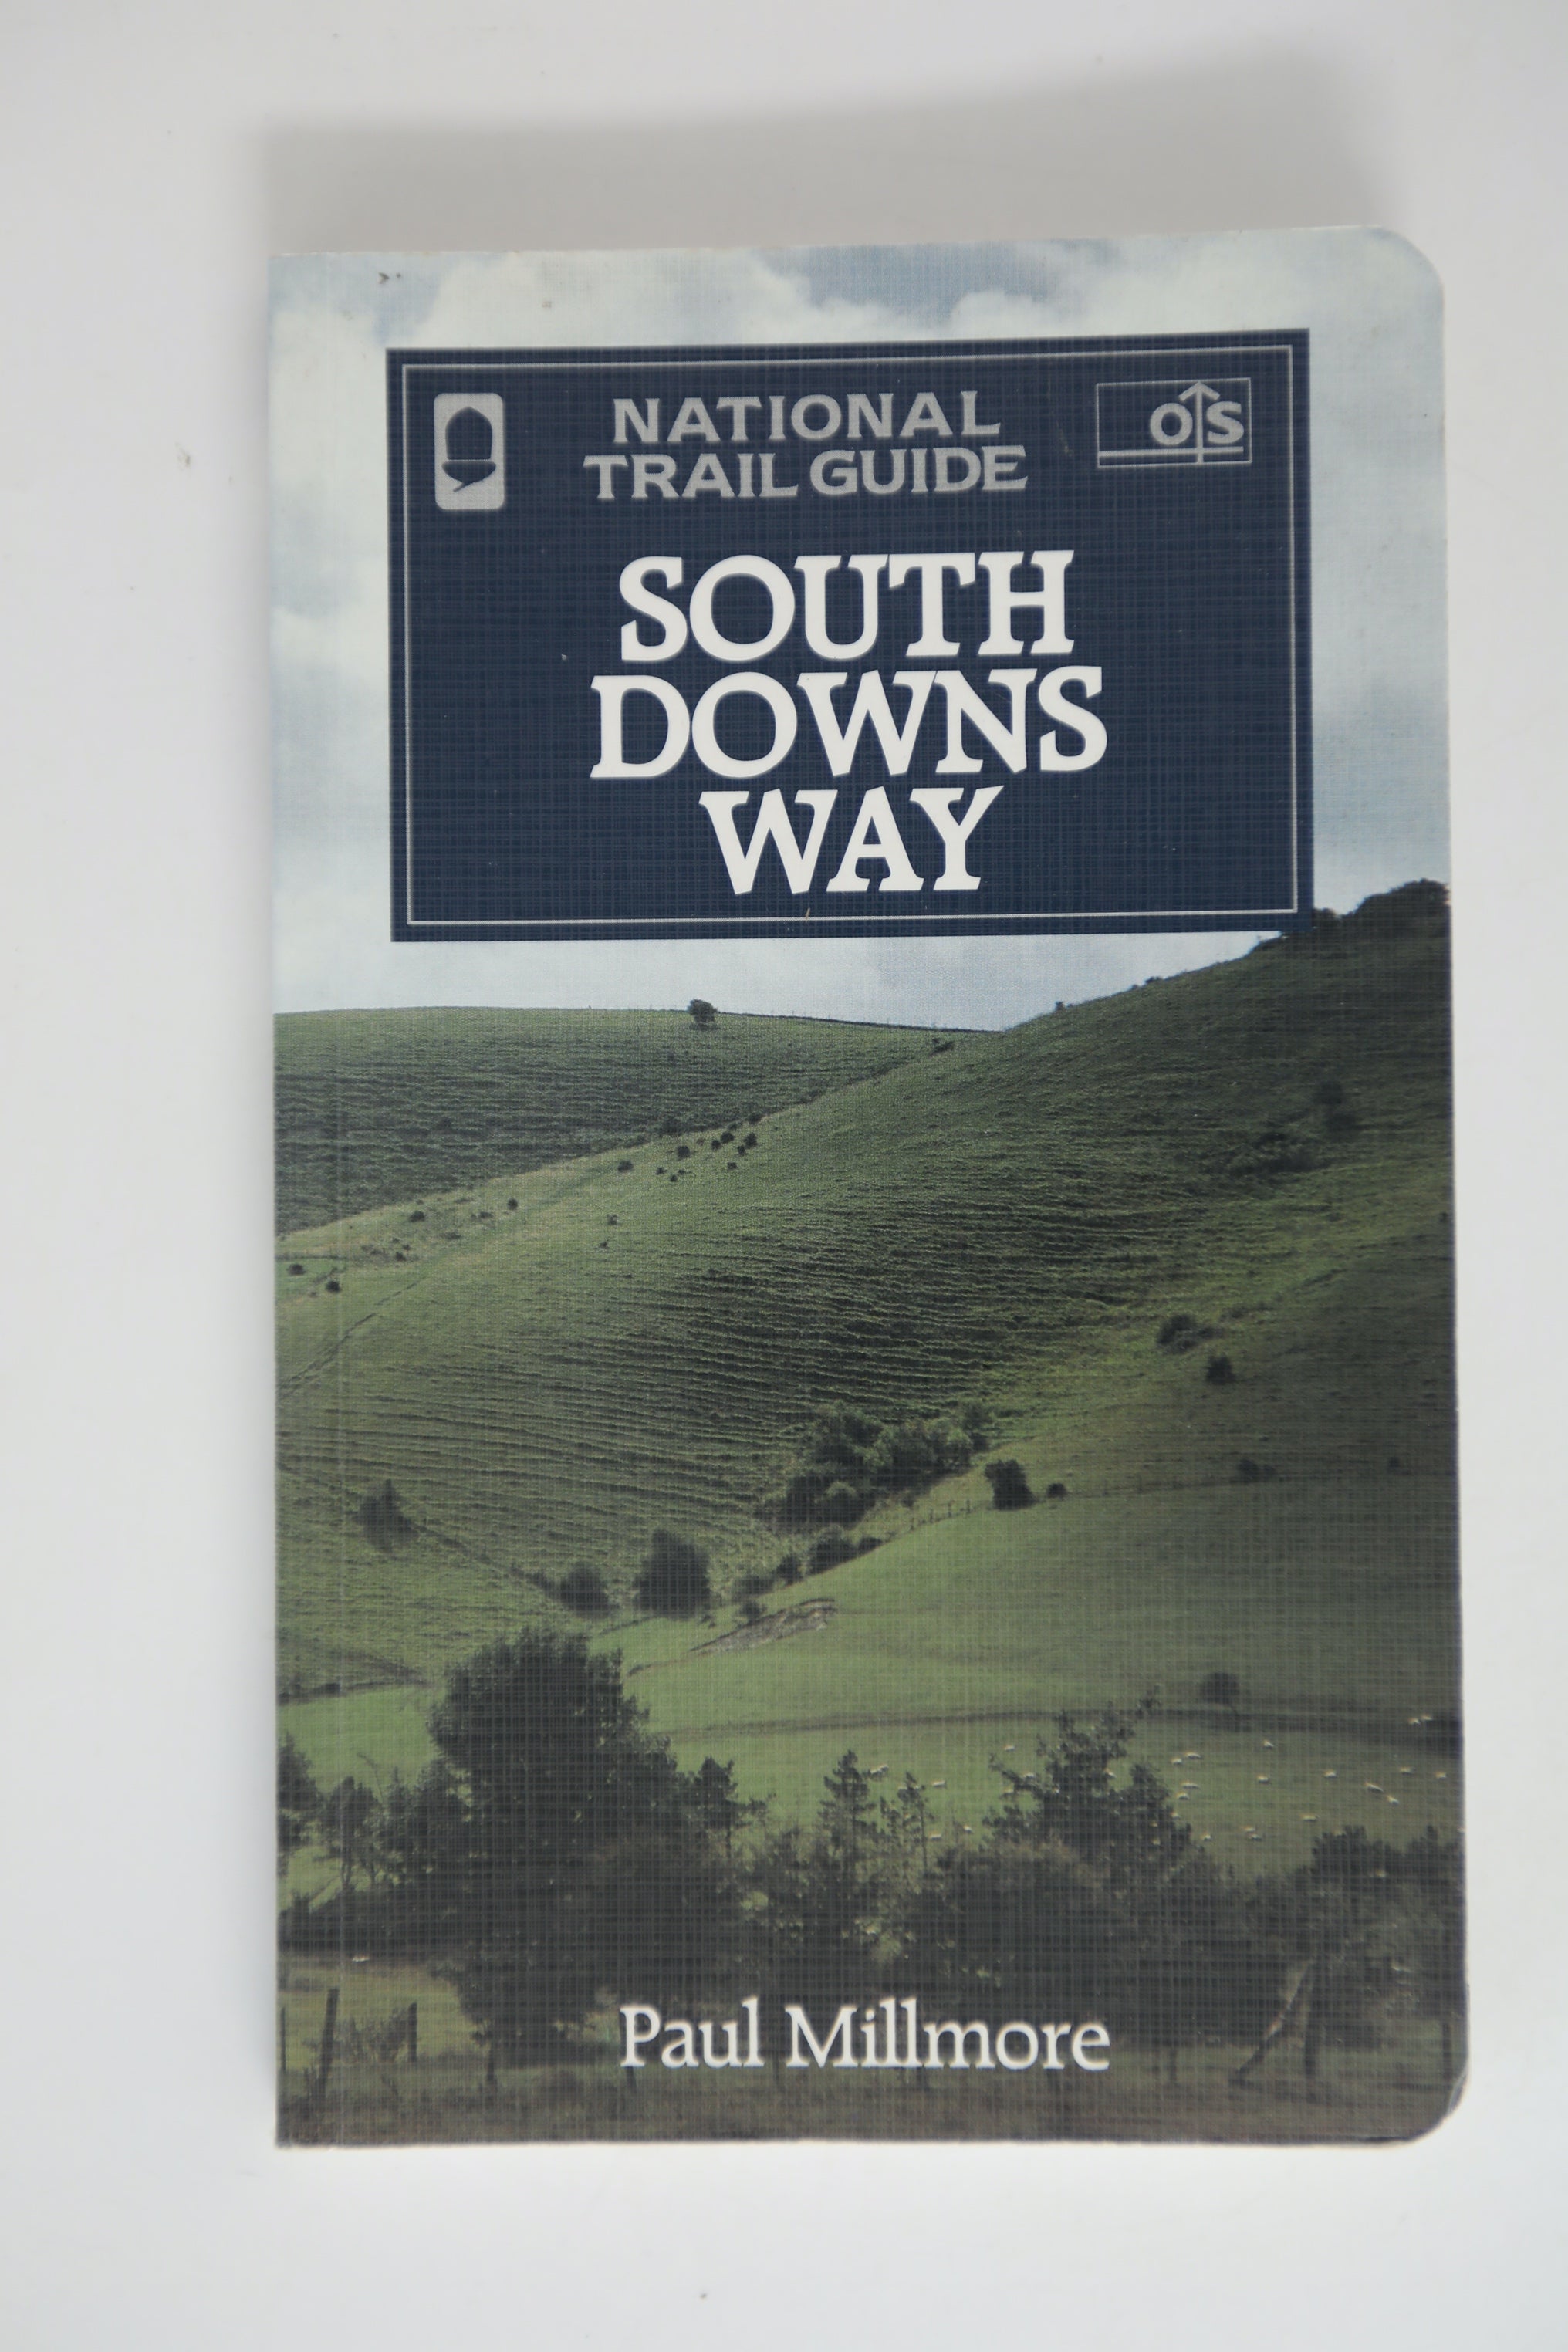 NATIONAL
TRAIL GUIDE
OS
SOUTH
DOWNS
WAY
Paul Millmore